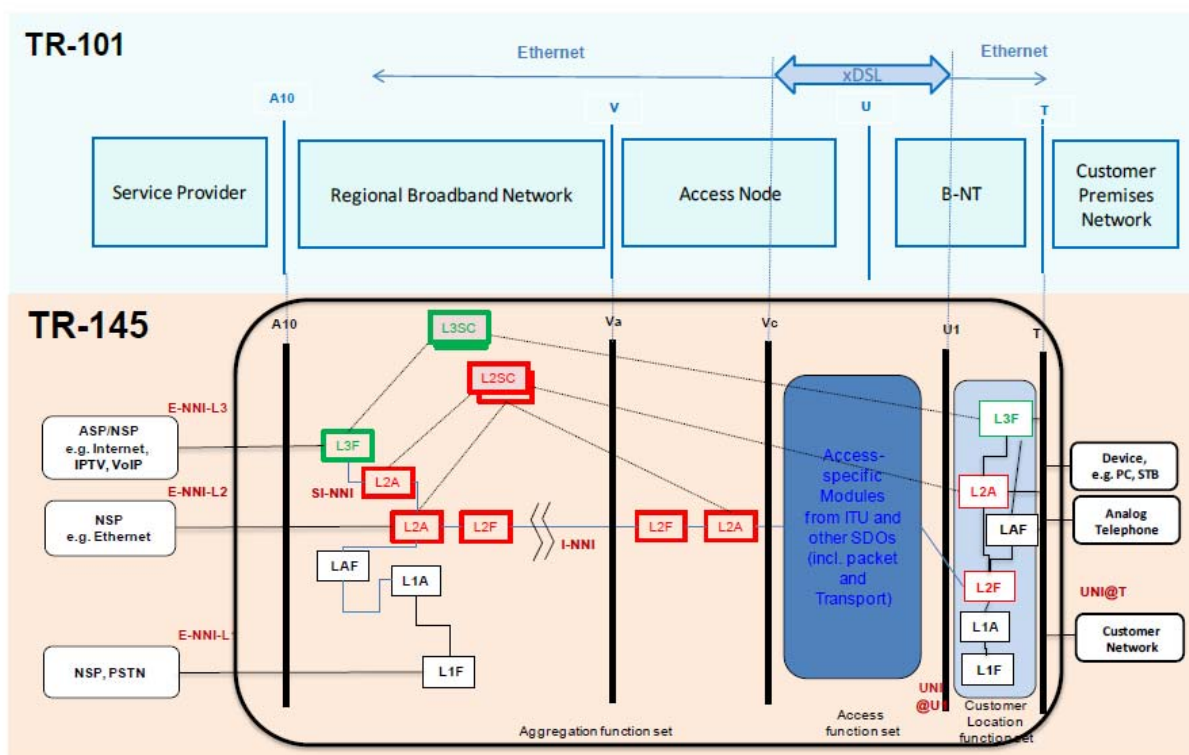 TR-101
Ethernet
Ethernet
xDSL
A10
V
U
T
Service Provider
Regional Broadband Network
Access Node
B-NT
Customer
Premises
Network
TR-145
A10
Va
Vc
U1
T
L3SC
L2SC
E-NNI-L3
ASP/NSP
e.g. Internet,
IPTV, VoIP
L3F
L2A
SI-NNI
E-NNI-L2
NSP
e.g. Ethernet
L2A
L2F
I-NNI
L2F
L2A
LAF
L1A
E-NNI-L1
NSP, PSTN
L1F
Access-
specific
Modules
from ITU and
other SDOs
(incl. packet
and
Transport)
L3F
L2A
LAF
L2F
L1A
L1F
Device,
e.g. PC, STB
Analog
Telephone
UNI@T
Customer
Network
UNI
@U1
Aggregation function set
Access
function set
Customer
Location
function set